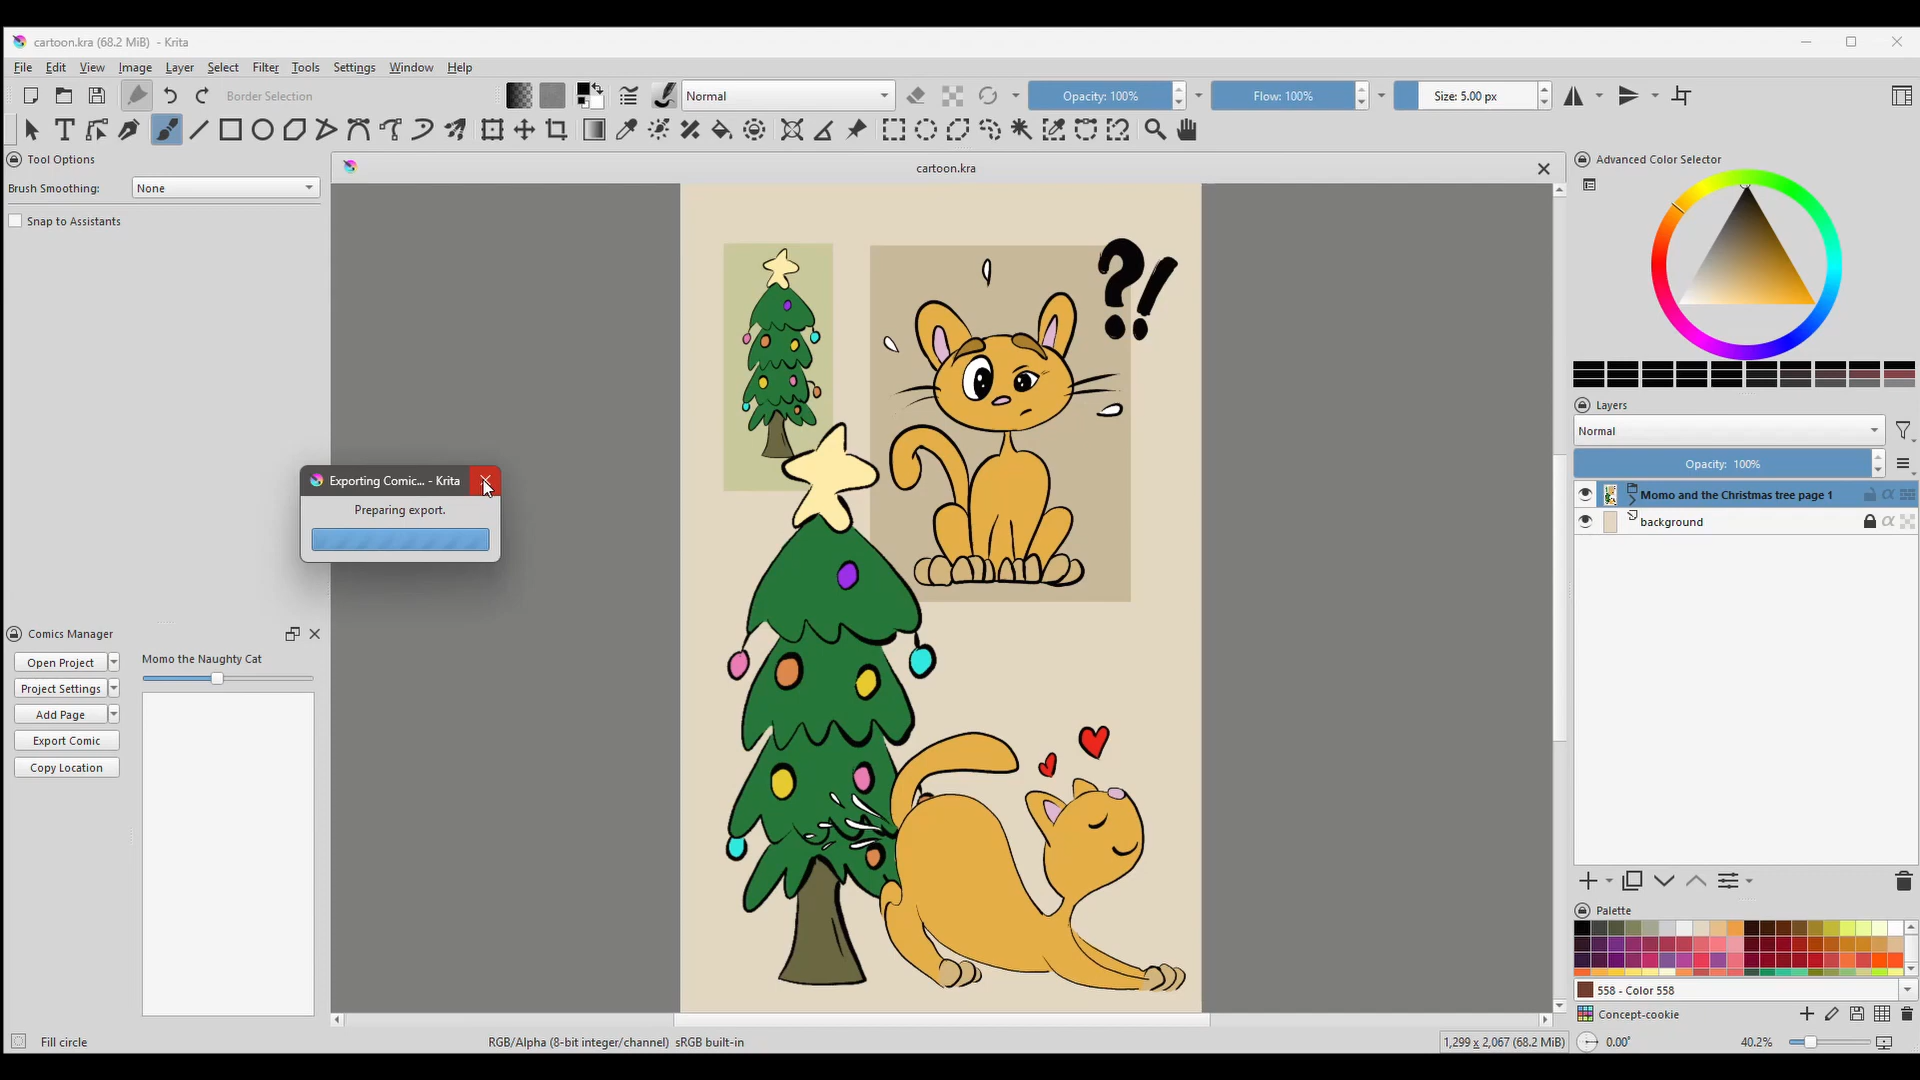 cartoon.kra (68.2 MiB) - Krita
File Edit View Image Layer Select Filter Tools Settings Window Help
Border Selection
Normal
Opacity: 100%
Flow: 100%
Size: 5.00 px
Tool Options
cartoon.kra
Advanced Color Selector
Brush Smoothing:
None
Snap to Assistants
?!
Layers
Normal
Opacity: 100%
Momo and the Christmas tree page 1
background
Exporting Comic... - Krita
Preparing export.
Comics Manager
Open Project
Momo the Naughty Cat
Project Settings
Add Page
Export Comic
Copy Location
Palette
558 - Color 558
Concept-cookie
Fill circle
RGB/Alpha (8-bit integer/channel) sRGB built-in
1,299 x 2,067 (68.2 MiB)
0.00°
40.2%